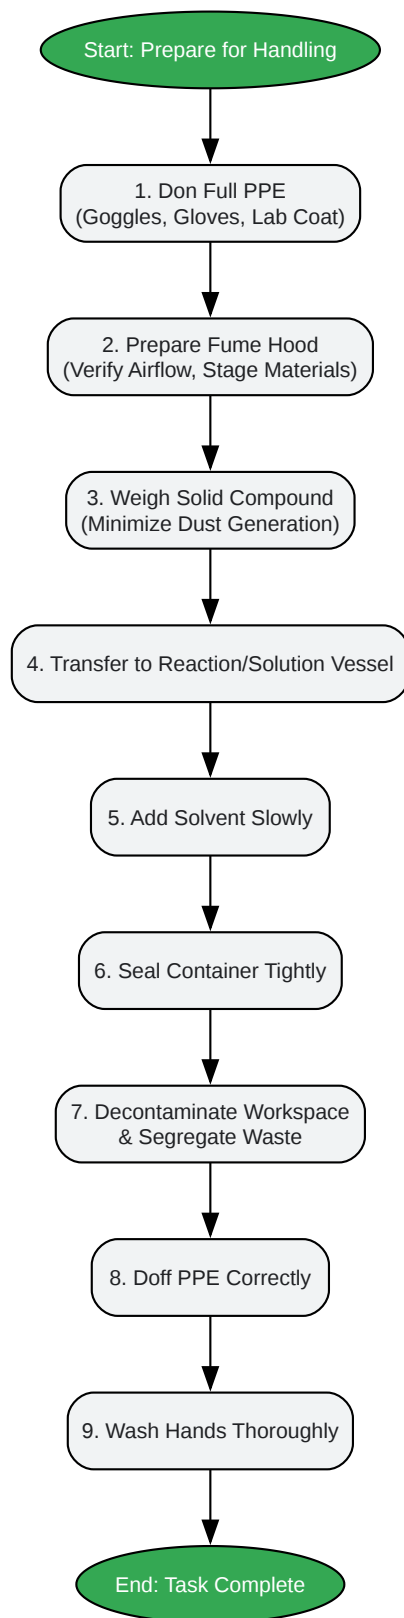 Start: Prepare for Handling
1. Don Full PPE
(Goggles, Gloves, Lab Coat)
2. Prepare Fume Hood
(Verify Airflow, Stage Materials)
3. Weigh Solid Compound
(Minimize Dust Generation)
4. Transfer to Reaction/Solution Vessel
5. Add Solvent Slowly
6. Seal Container Tightly
7. Decontaminate Workspace
& Segregate Waste
8. Doff PPE Correctly
9. Wash Hands Thoroughly
End: Task Complete